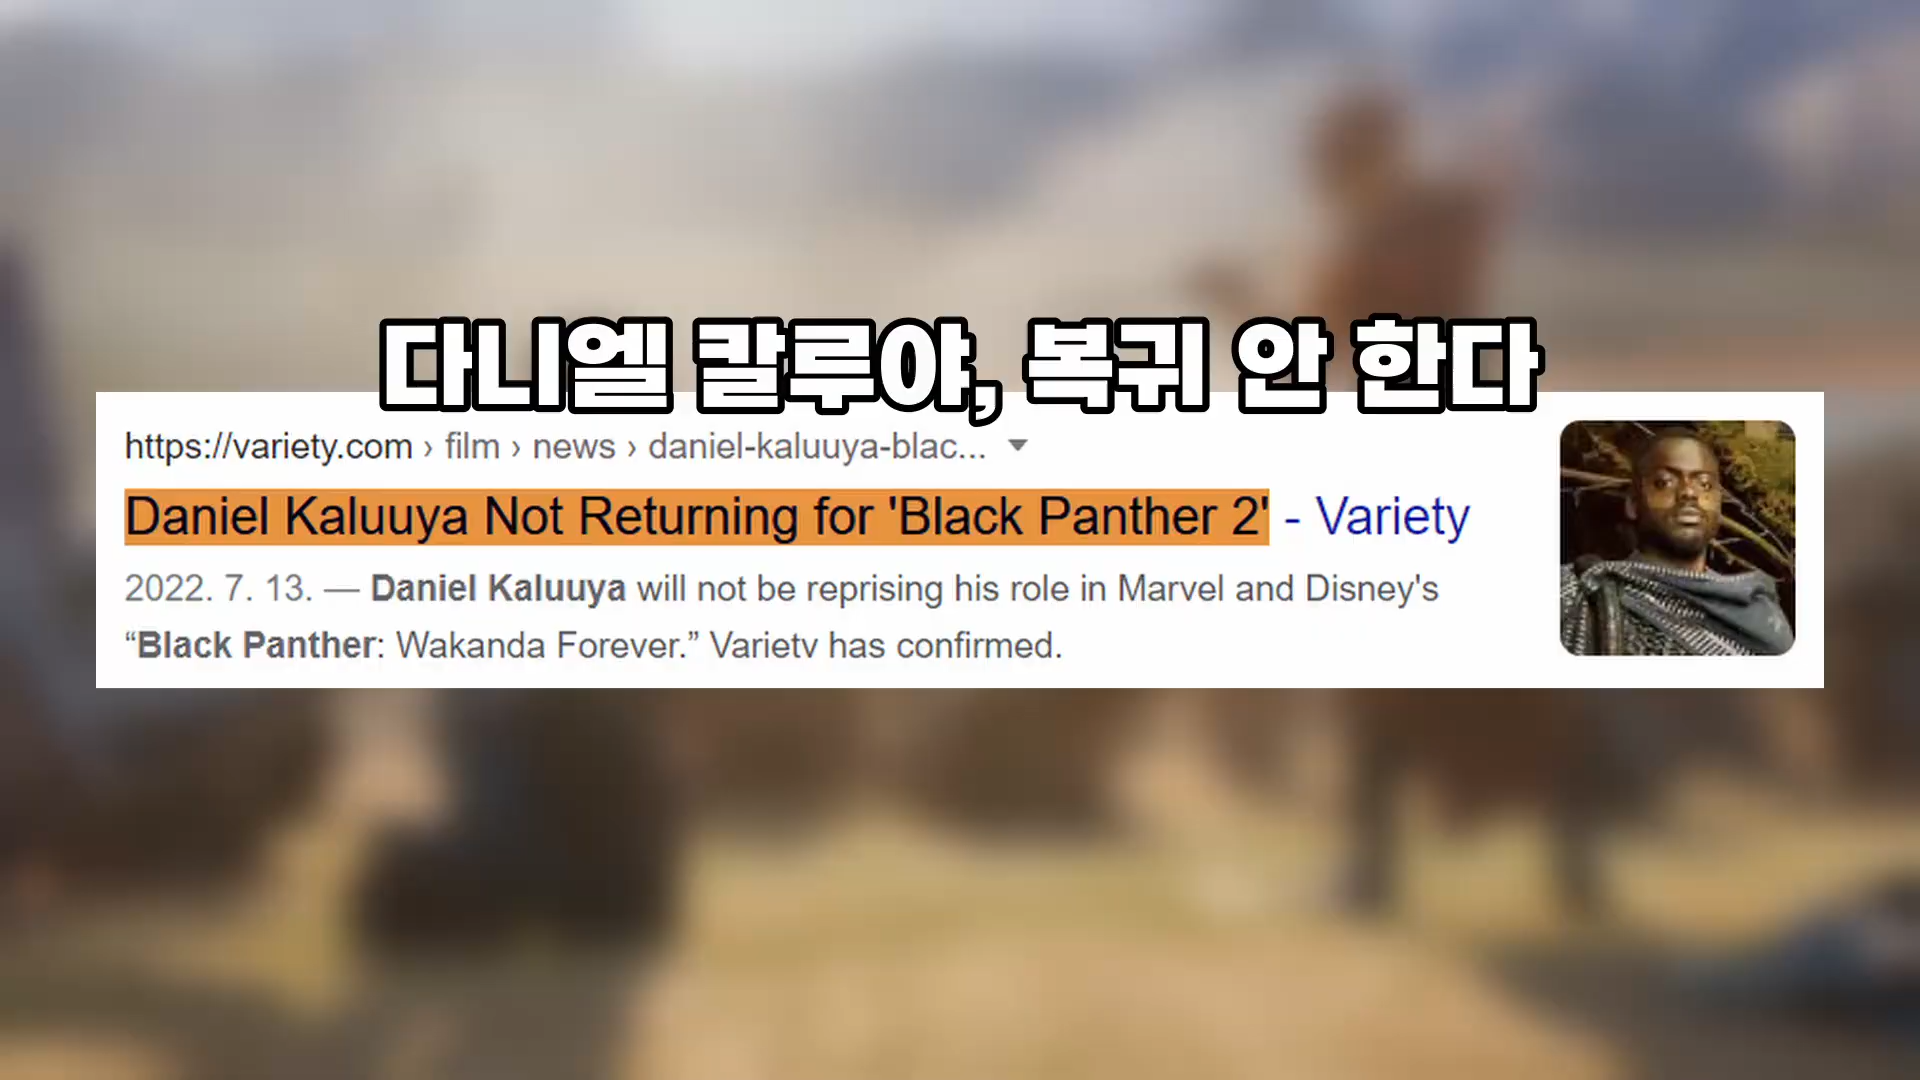 다니엘 칼루야, 복귀 안 한다
https://variety.com › film › news › daniel-kaluuya-blac...
Daniel Kaluuya Not Returning for 'Black Panther 2' - Variety
2022. 7. 13. — Daniel Kaluuya will not be reprising his role in Marvel and Disney's
“Black Panther: Wakanda Forever.” Variety has confirmed.